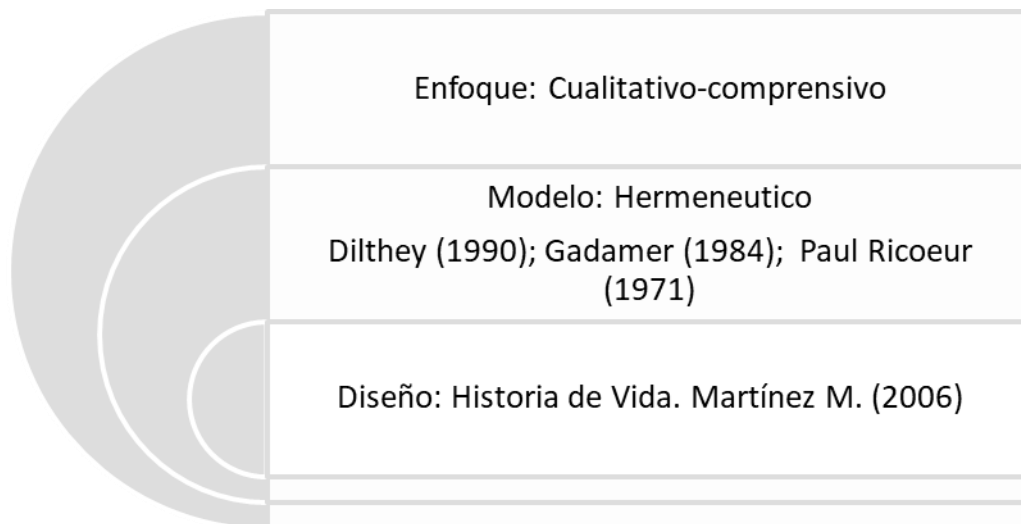 Enfoque: Cualitativo-comprensivo
Modelo: Hermeneutico
Dilthey (1990); Gadamer (1984); Paul Ricoeur
(1971)
Diseño: Historia de Vida. Martínez M. (2006)